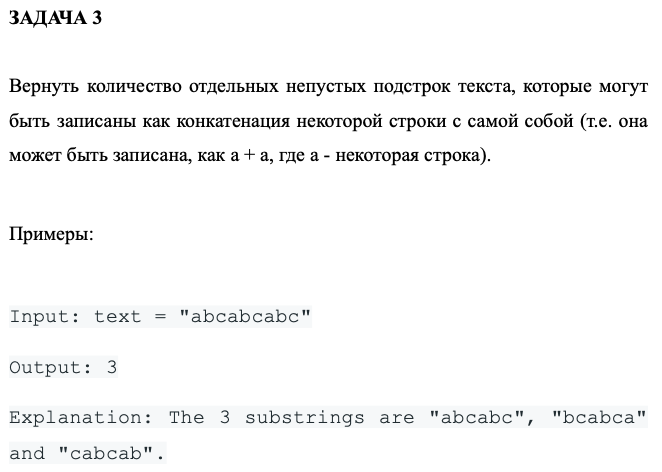 ЗАДАЧА 3
Вернуть количество отдельных непустых подстрок текста, которые могут
быть записаны как конкатенация некоторой строки с самой собой (т.е. она
может быть записана, как a + a, где a - некоторая строка).
Примеры:
Input: text = "abcabcabc"
Output: 3
Explanation: The 3 substrings are "abcabc", "bcabca"
and "cabcab".